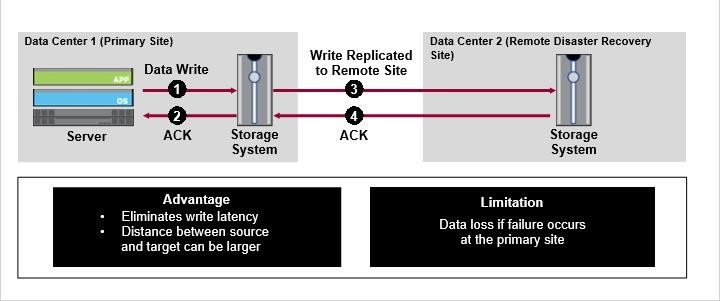 Data Center 1 (Primary Site)
Data Center 2 (Remote Disaster Recovery
Site)
Data Write
Write Replicated
to Remote Site
APP
OS
1
3
2
4
Server
ACK
Storage
System
ACK
Storage
System
Advantage
• Eliminates write latency
• Distance between source
and target can be larger
Limitation
Data loss if failure occurs
at the primary site